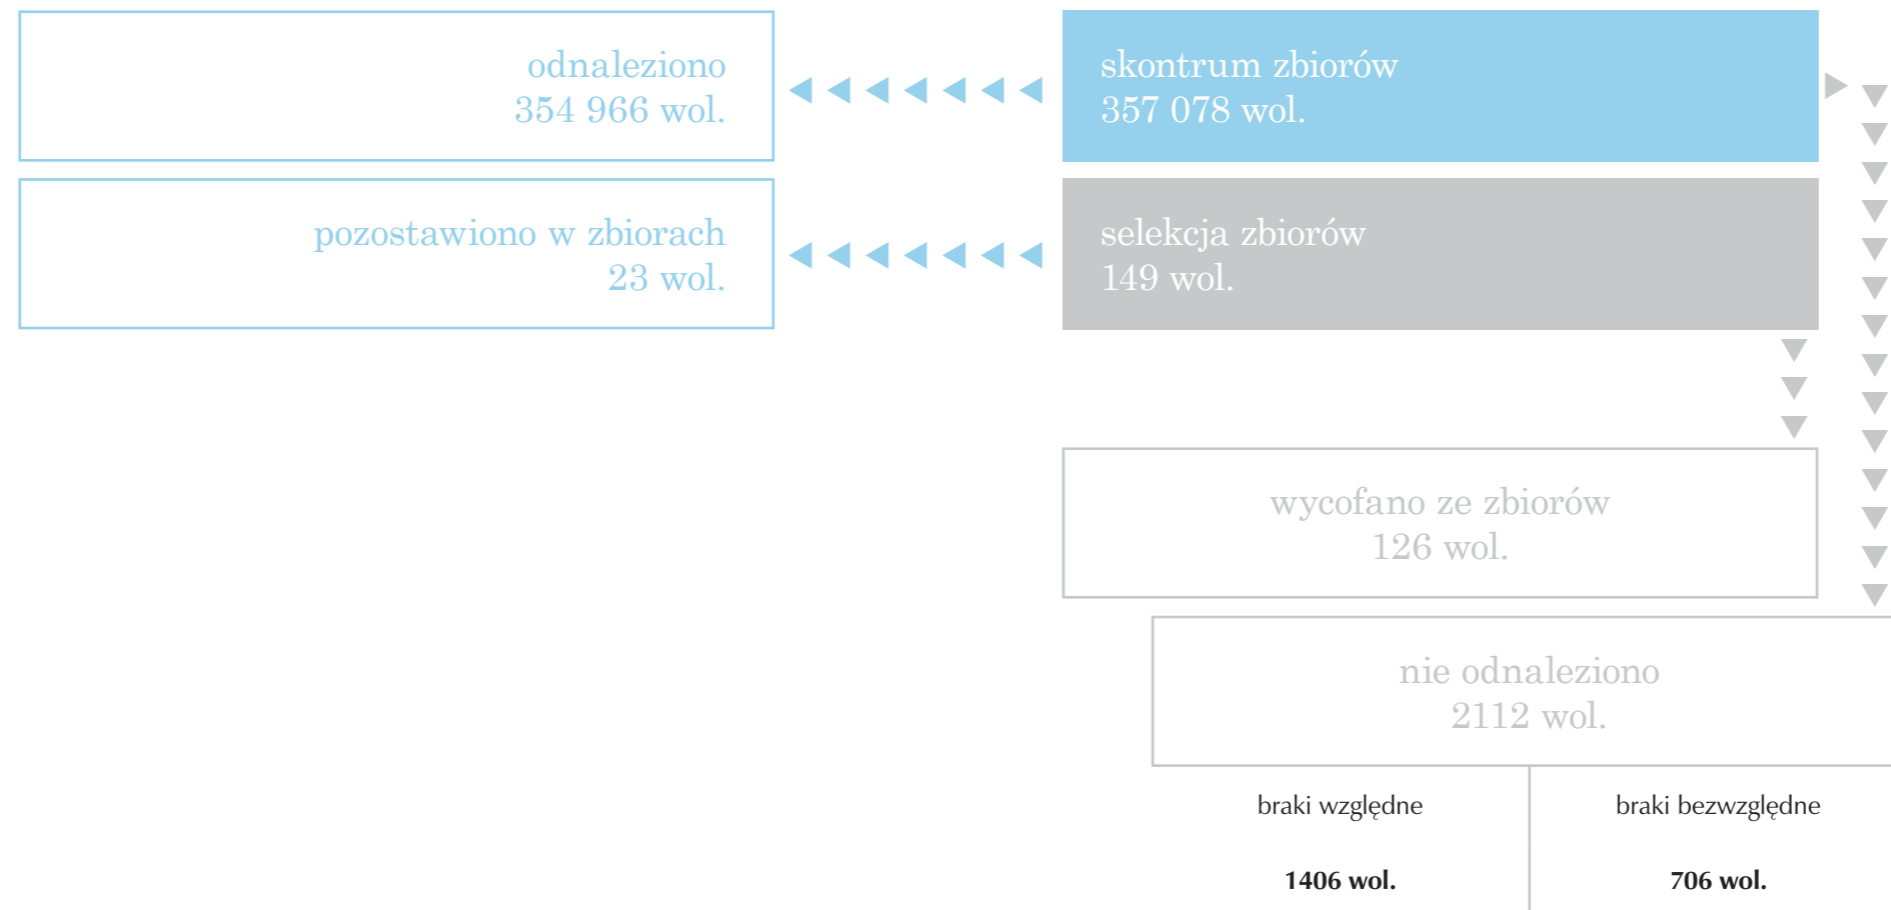 odnaleziono
354 966 wol.
skontrum zbiorów
357 078 wol.
pozostawiono w zbiorach
23 wol.
selekcja zbiorów
149 wol.
wycofano ze zbiorów
126 wol.
nie odnaleziono
2112 wol.
braki względne
braki bezwzględne
1406 wol.
706 wol.